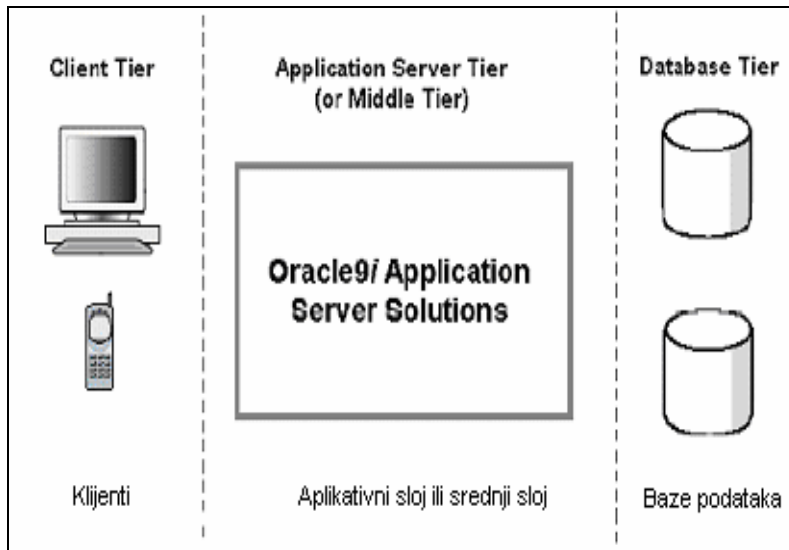 Client Tier
Application Server Tier
(or Middle Tier)
Database Tier
Oracle9i Application
Server Solutions
Klijenti
Aplikativni sloj ili srednji sloj
Baze podataka